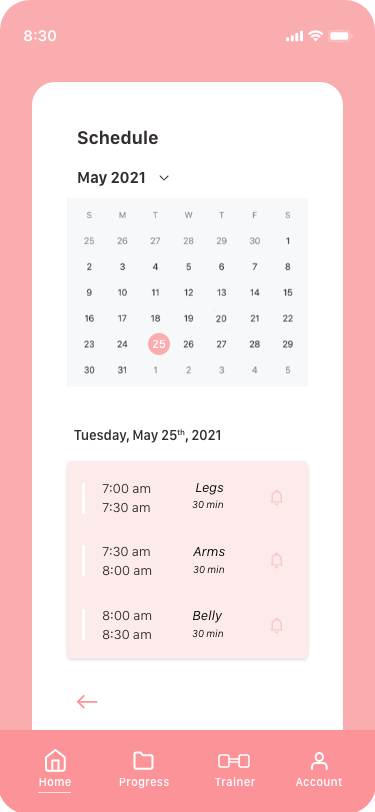 8:30
Schedule
May 2021
S M T W T F S
25 26 27 28 29 30 1
2 3 4 5 6 7 8
9 10 11 12 13 14 15
16 17 18 19 20 21 22
23 24 25 26 27 28 29
30 31 1 2 3 4 5
Tuesday, May 25th, 2021
7:00 am Legs
7:30 am 30 min
7:30 am Arms
8:00 am 30 min
8:00 am Belly
8:30 am 30 min
Home Progress Trainer Account